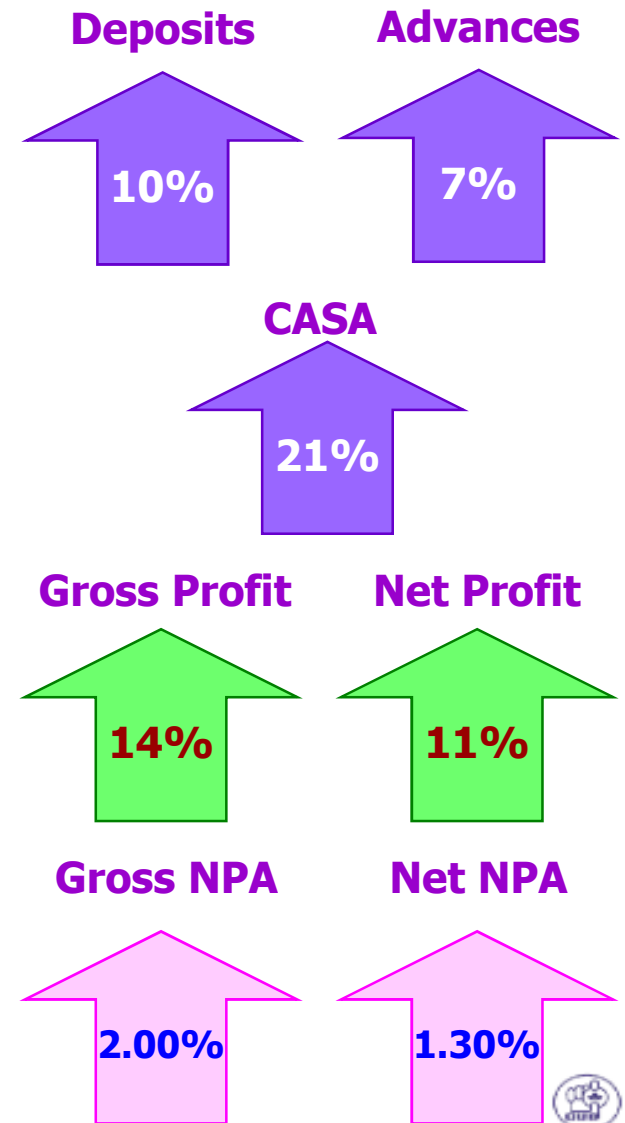 Deposits Advances
10% 7%
CASA
21%
Gross Profit Net Profit
14% 11%
Gross NPA Net NPA
2.00% 1.30%